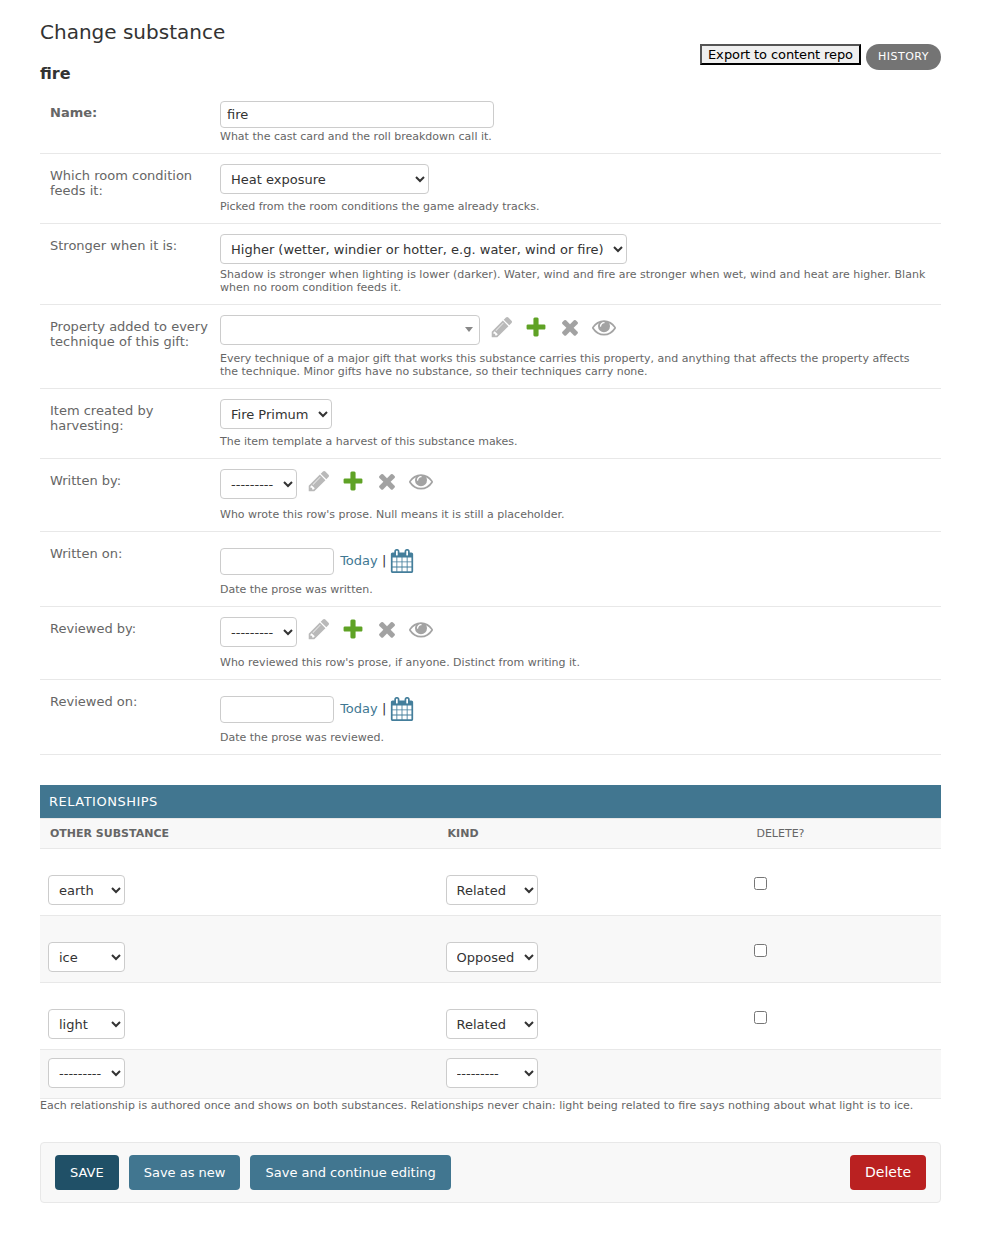 Change substance
Export to content repo
HISTORY
fire
Name:
fire
What the cast card and the roll breakdown call it.
Which room condition
feeds it:
Heat exposure
Picked from the room conditions the game already tracks.
Stronger when it is:
Higher (wetter, windier or hotter, e.g. water, wind or fire)
Shadow is stronger when lighting is lower (darker). Water, wind and fire are stronger when wet, wind and heat are higher. Blank
when no room condition feeds it.
Property added to every
technique of this gift:
Every technique of a major gift that works this substance carries this property, and anything that affects the property affects
the technique. Minor gifts have no substance, so their techniques carry none.
Item created by
harvesting:
Fire Primum
The item template a harvest of this substance makes.
Written by:
---------
Who wrote this row's prose. Null means it is still a placeholder.
Written on:
Today |
Date the prose was written.
Reviewed by:
---------
Who reviewed this row's prose, if anyone. Distinct from writing it.
Reviewed on:
Today |
Date the prose was reviewed.
RELATIONSHIPS
OTHER SUBSTANCE KIND DELETE?
earth Related
ice Opposed
light Related
--------- ---------
Each relationship is authored once and shows on both substances. Relationships never chain: light being related to fire says nothing about what light is to ice.
SAVE Save as new Save and continue editing Delete